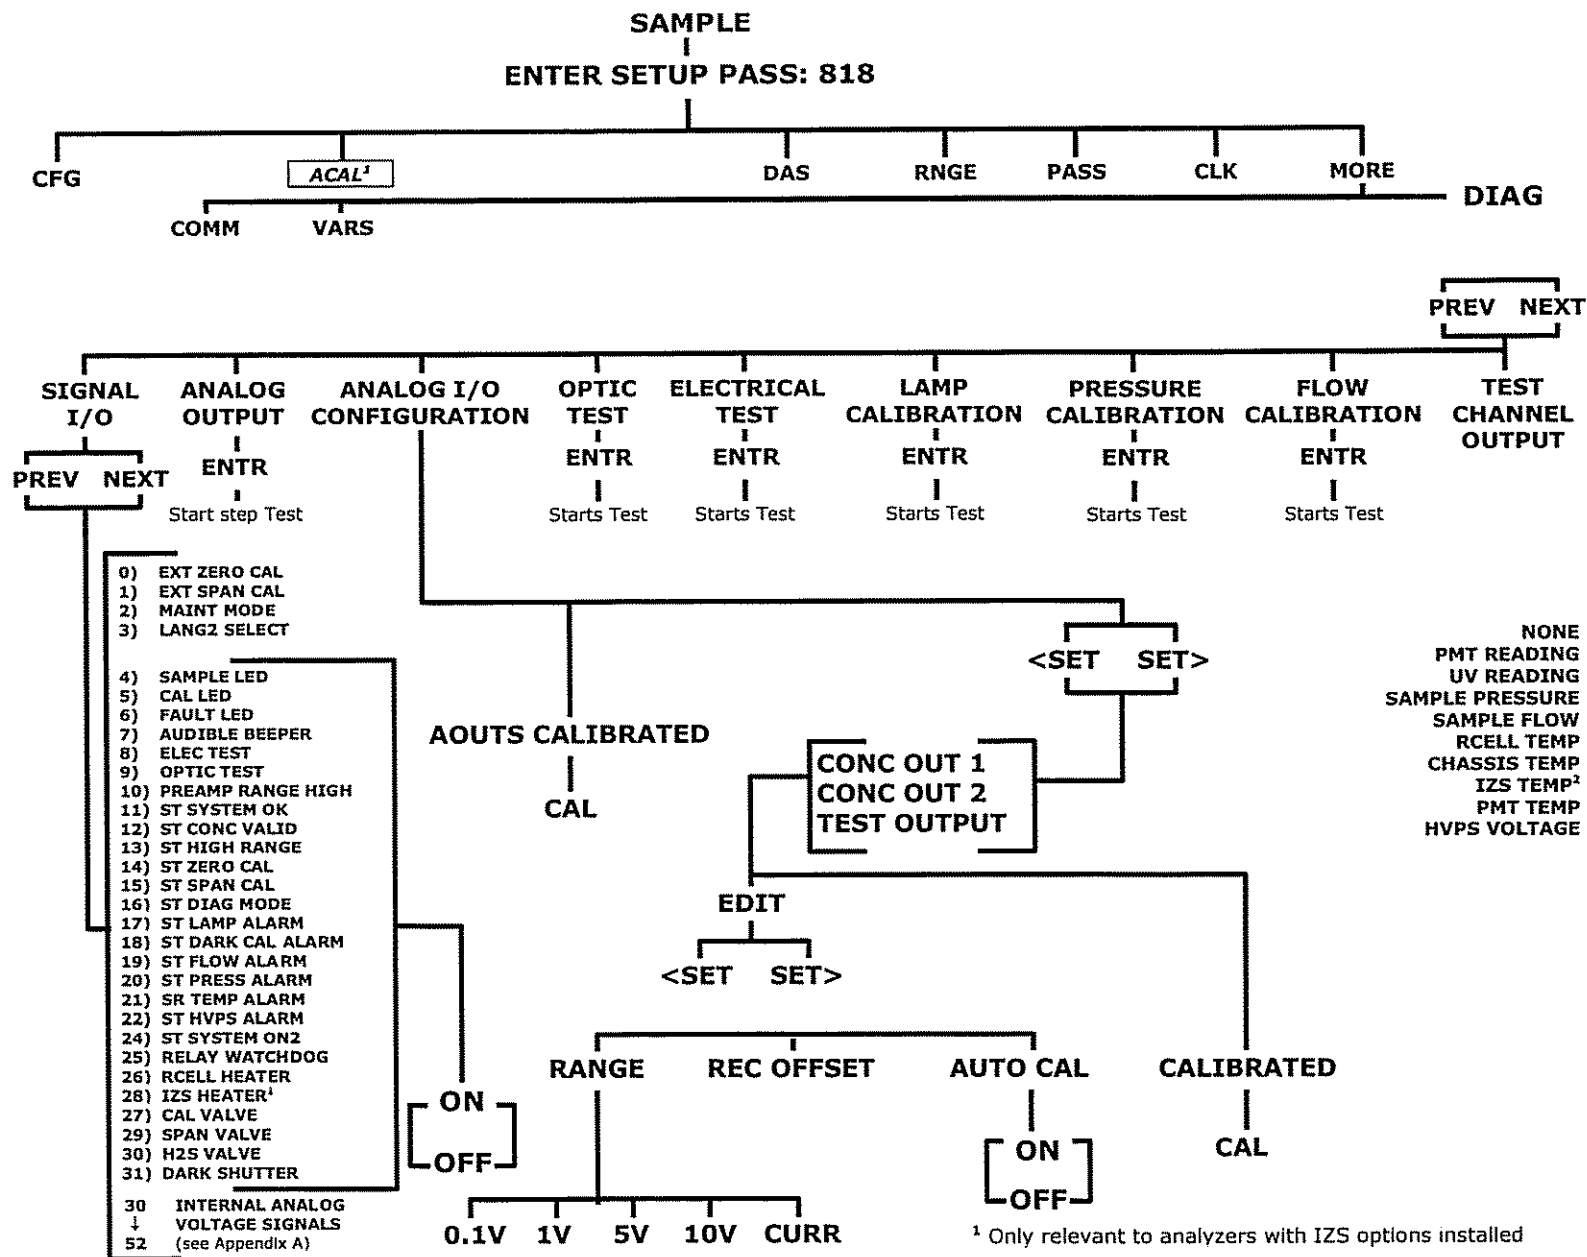 SAMPLE
ENTER SETUP PASS: 818
CFG
ACAL¹
DAS
RNGE
PASS
CLK
MORE
DIAG
COMM
VARS
PREV NEXT
SIGNAL
I/O
ANALOG
OUTPUT
ANALOG I/O
CONFIGURATION
OPTIC
TEST
ELECTRICAL
TEST
LAMP
CALIBRATION
PRESSURE
CALIBRATION
FLOW
CALIBRATION
TEST
CHANNEL
OUTPUT
PREV NEXT
ENTR
ENTR
ENTR
ENTR
ENTR
ENTR
Start step Test
Starts Test
Starts Test
Starts Test
Starts Test
Starts Test
0) EXT ZERO CAL
1) EXT SPAN CAL
2) MAINT MODE
3) LANG2 SELECT
4) SAMPLE LED
5) CAL LED
6) FAULT LED
7) AUDIBLE BEEPER
8) ELEC TEST
9) OPTIC TEST
10) PREAMP RANGE HIGH
11) ST SYSTEM OK
12) ST CONC VALID
13) ST HIGH RANGE
14) ST ZERO CAL
15) ST SPAN CAL
16) ST DIAG MODE
17) ST LAMP ALARM
18) ST DARK CAL ALARM
19) ST FLOW ALARM
20) ST PRESS ALARM
21) SR TEMP ALARM
22) ST HVPS ALARM
24) ST SYSTEM ON2
25) RELAY WATCHDOG
26) RCELL HEATER
28) IZS HEATER¹
27) CAL VALVE
29) SPAN VALVE
30) H2S VALVE
31) DARK SHUTTER
30 INTERNAL ANALOG
↓ VOLTAGE SIGNALS
52 (see Appendix A)
ON
OFF
AOUTS CALIBRATED
CAL
<SET SET>
CONC OUT 1
CONC OUT 2
TEST OUTPUT
EDIT
<SET SET>
RANGE
REC OFFSET
AUTO CAL
CALIBRATED
ON
OFF
CAL
0.1V 1V 5V 10V CURR
NONE
PMT READING
UV READING
SAMPLE PRESSURE
SAMPLE FLOW
RCELL TEMP
CHASSIS TEMP
IZS TEMP²
PMT TEMP
HVPS VOLTAGE
¹ Only relevant to analyzers with IZS options installed